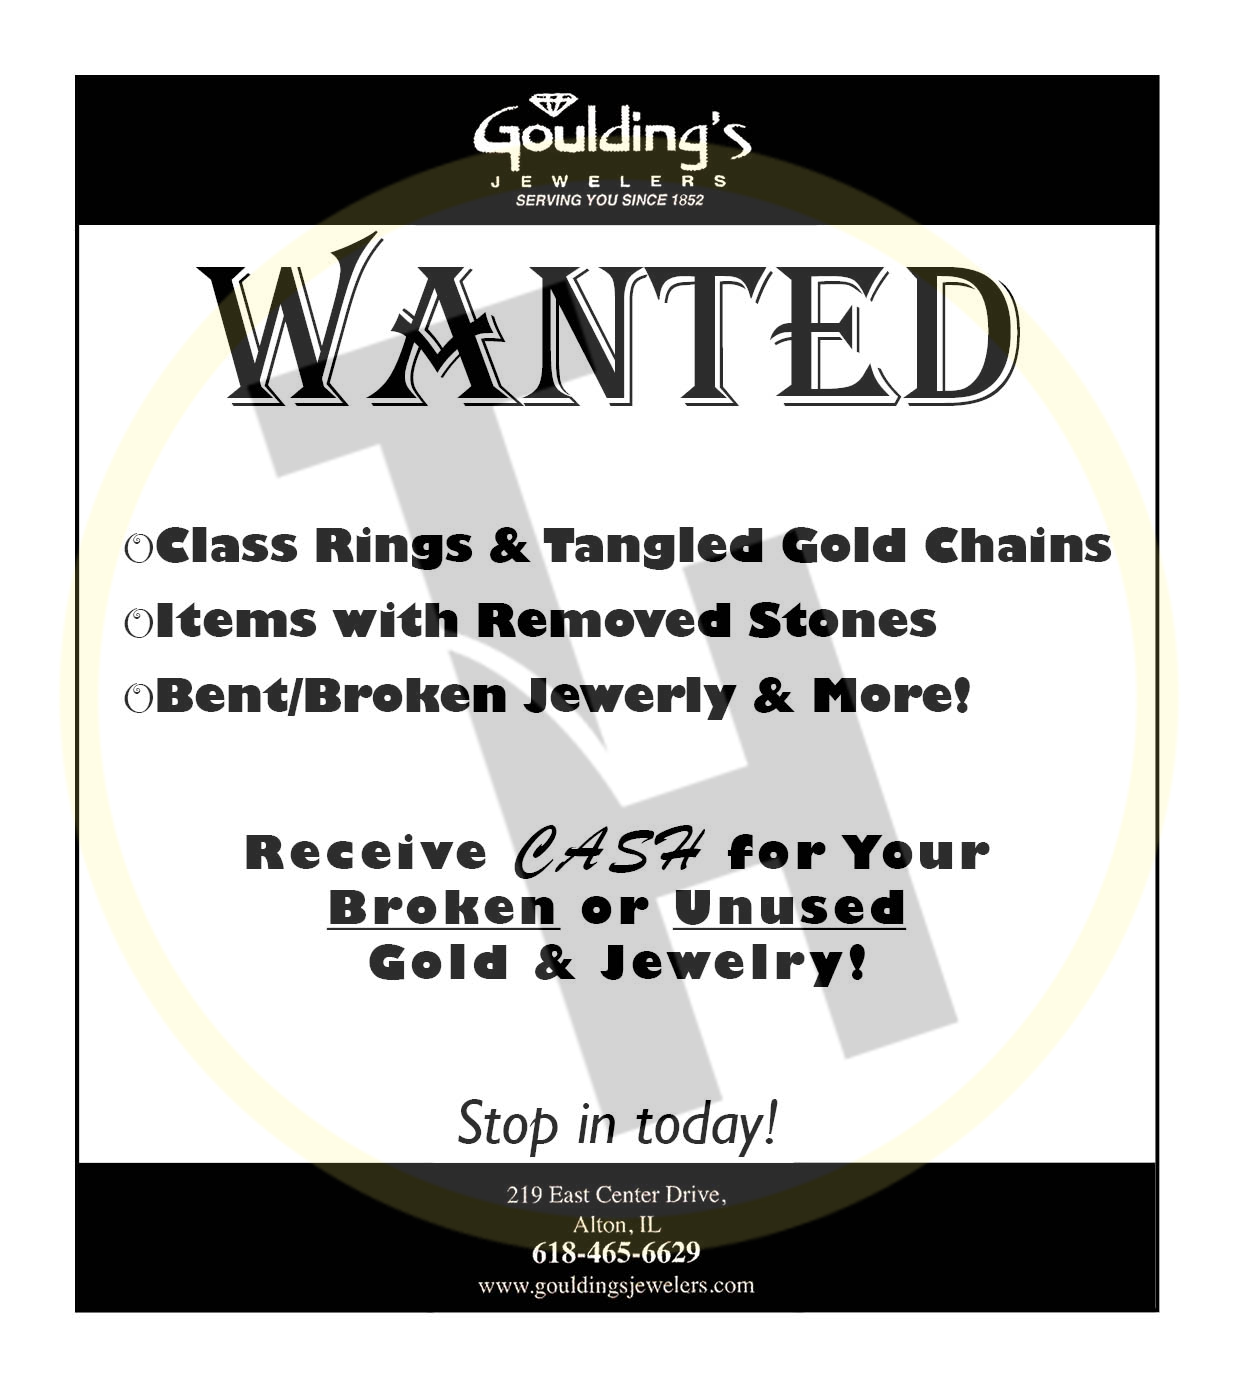 Goulding's
JEWELERS
SERVING YOU SINCE 1852
WANTED
Class Rings & Tangled Gold Chains
Items with Removed Stones
Bent/Broken Jewerly & More!
Receive CASH for Your
Broken or Unused
Gold & Jewelry!
Stop in today!
219 East Center Drive,
Alton, IL
618-465-6629
www.gouldingsjewelers.com
TH